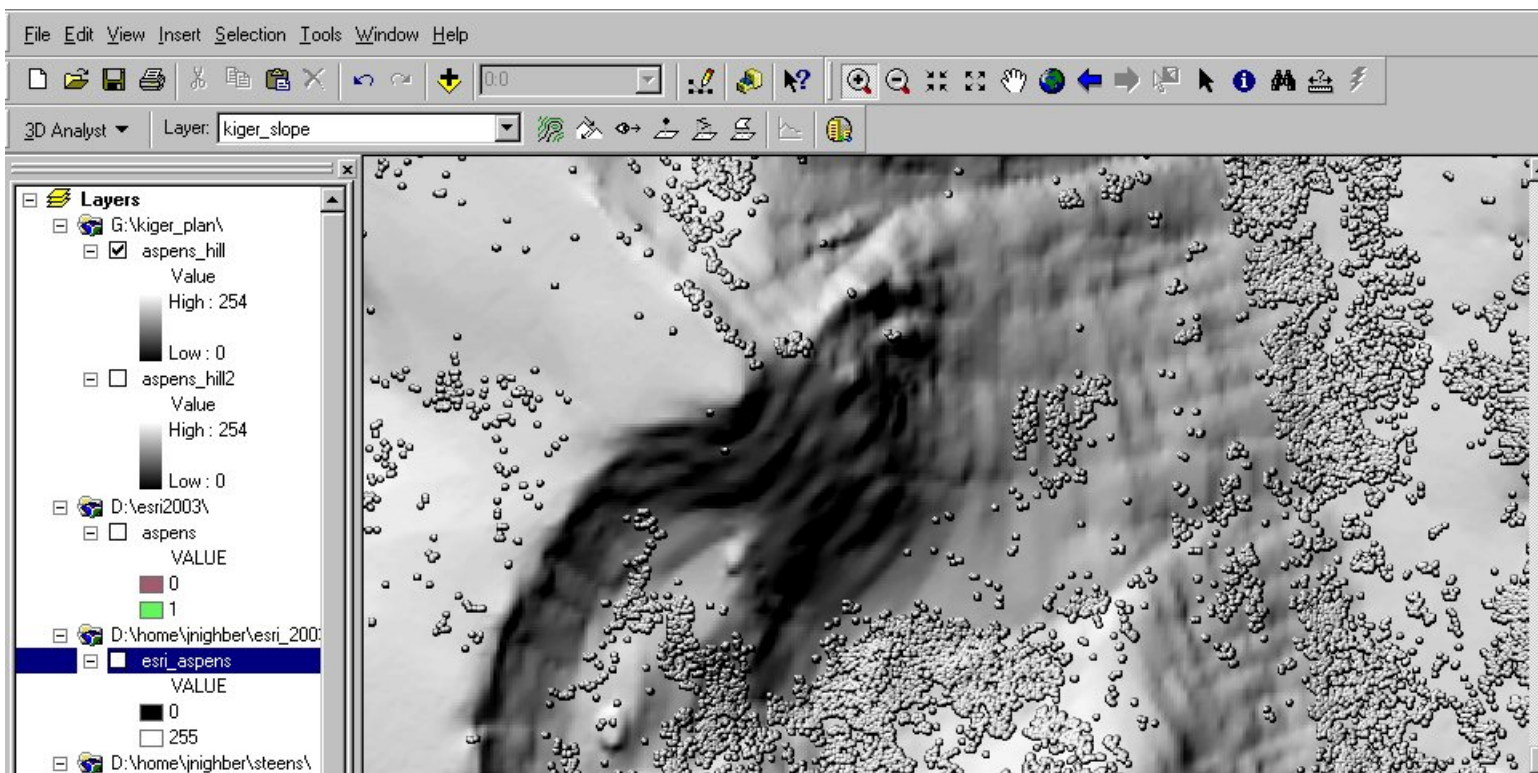 File Edit View Insert Selection Tools Window Help
0:0
3D Analyst Layer: kiger_slope
Layers
G:\kiger_plan\
aspens_hill
Value
High : 254
Low : 0
aspens_hill2
Value
High : 254
Low : 0
D:\esri2003\
aspens
VALUE
0
1
D:\home\jnighber\esri_200
esri_aspens
VALUE
0
255
D:\home\jnighber\steens\